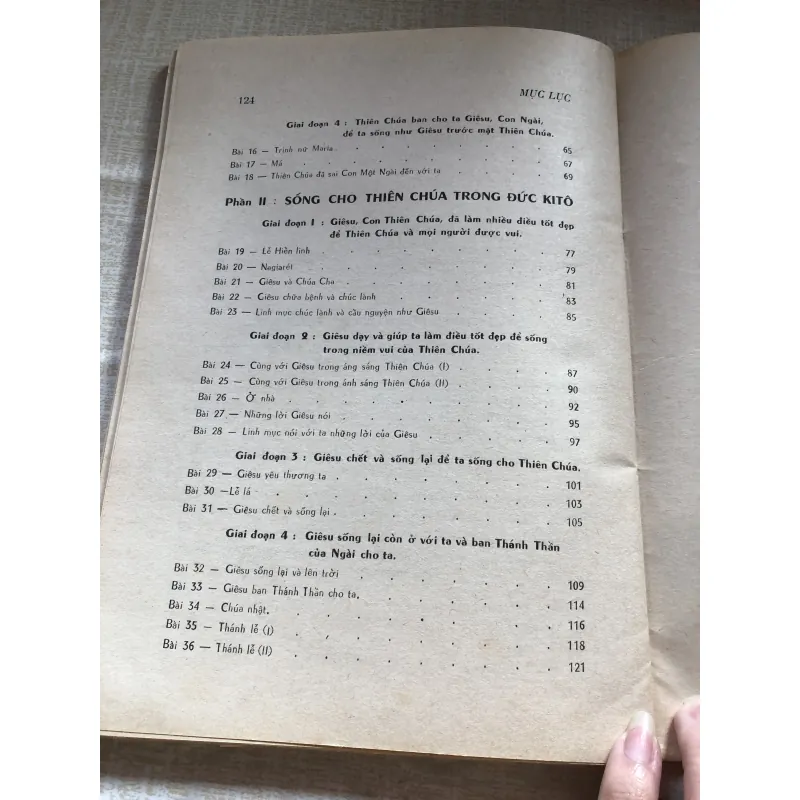 124 MỤC LỤC
Giai đoạn 4 : Thiên Chúa ban cho ta Giêsu, Con Ngài,
để ta sống như Giêsu trước mặt Thiên Chúa.
Bài 16 — Trinh nữ Maria . . . . . . . . 65
Bài 17 — Mả . . . . . . . . 67
Bài 18 — Thiên Chúa đã sai Con Một Ngài đến với ta . . . . 69
Phần II : SỐNG CHO THIÊN CHÚA TRONG ĐỨC KITÔ
Giai đoạn 1 : Giêsu, Con Thiên Chúa, đã làm nhiều điều tốt đẹp
để Thiên Chúa và mọi người được vui.
Bài 19 — Lễ Hiển linh . . . . . . . . 77
Bài 20 — Nagiarét . . . . . . . . 79
Bài 21 — Giêsu và Chúa Cha . . . . . . . 81
Bài 22 — Giêsu chữa bệnh và chúc lành . . . . . . 83
Bài 23 — Linh mục chúc lành và cầu nguyện như Giêsu . . . . 85
Giai đoạn 2 : Giêsu dạy và giúp ta làm điều tốt đẹp để sống
trong niềm vui của Thiên Chúa.
Bài 24 — Cùng với Giêsu trong áng sáng Thiên Chúa (I) . . . . 87
Bài 25 — Cùng với Giêsu trong ánh sáng Thiên Chúa (II) . . . . 90
Bài 26 — Ở nhà . . . . . . . . 92
Bài 27 — Những lời Giêsu nói . . . . . . . 95
Bài 28 — Linh mục nói với ta những lời của Giêsu . . . . . 97
Giai đoạn 3 : Giêsu chết và sống lại để ta sống cho Thiên Chúa.
Bài 29 — Giêsu yêu thương ta . . . . . . . 101
Bài 30 —Lễ lá . . . . . . . . 103
Bài 31 — Giêsu chết và sống lại . . . . . . . 105
Giai đoạn 4 : Giêsu sống lại còn ở với ta và ban Thánh Thần
của Ngài cho ta.
Bài 32 — Giêsu sống lại và lên trời . . . . . . . 109
Bài 33 — Giêsu ban Thánh Thần cho ta. . . . . . . 114
Bài 34 — Chúa nhật. . . . . . . . . 116
Bài 35 — Thánh lễ (I) . . . . . . . . 118
Bài 36 — Thánh lễ (II) . . . . . . . . 121